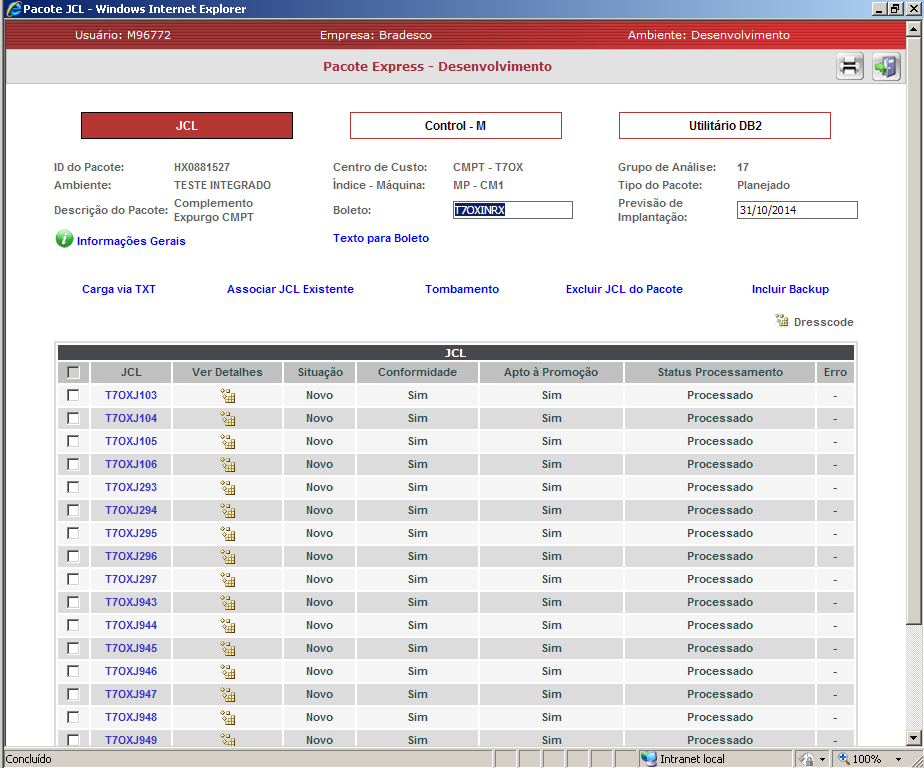 Pacote JCL - Windows Internet Explorer
Usuário: M96772 Empresa: Bradesco Ambiente: Desenvolvimento
Pacote Express - Desenvolvimento
JCL Control - M Utilitário DB2
ID do Pacote: HX0881527 Centro de Custo: CMPT - T7OX Grupo de Análise: 17
Ambiente: TESTE INTEGRADO Índice - Máquina: MP - CM1 Tipo do Pacote: Planejado
Descrição do Pacote: Complemento Expurgo CMPT Boleto: T7OXINRX Previsão de Implantação: 31/10/2014
Informações Gerais Texto para Boleto
Carga via TXT Associar JCL Existente Tombamento Excluir JCL do Pacote Incluir Backup
Dresscode
JCL
JCL Ver Detalhes Situação Conformidade Apto à Promoção Status Processamento Erro
T7OXJ103 Novo Sim Sim Processado -
T7OXJ104 Novo Sim Sim Processado -
T7OXJ105 Novo Sim Sim Processado -
T7OXJ106 Novo Sim Sim Processado -
T7OXJ293 Novo Sim Sim Processado -
T7OXJ294 Novo Sim Sim Processado -
T7OXJ295 Novo Sim Sim Processado -
T7OXJ296 Novo Sim Sim Processado -
T7OXJ297 Novo Sim Sim Processado -
T7OXJ943 Novo Sim Sim Processado -
T7OXJ944 Novo Sim Sim Processado -
T7OXJ945 Novo Sim Sim Processado -
T7OXJ946 Novo Sim Sim Processado -
T7OXJ947 Novo Sim Sim Processado -
T7OXJ948 Novo Sim Sim Processado -
T7OXJ949 Novo Sim Sim Processado -
Concluído Intranet local 100%